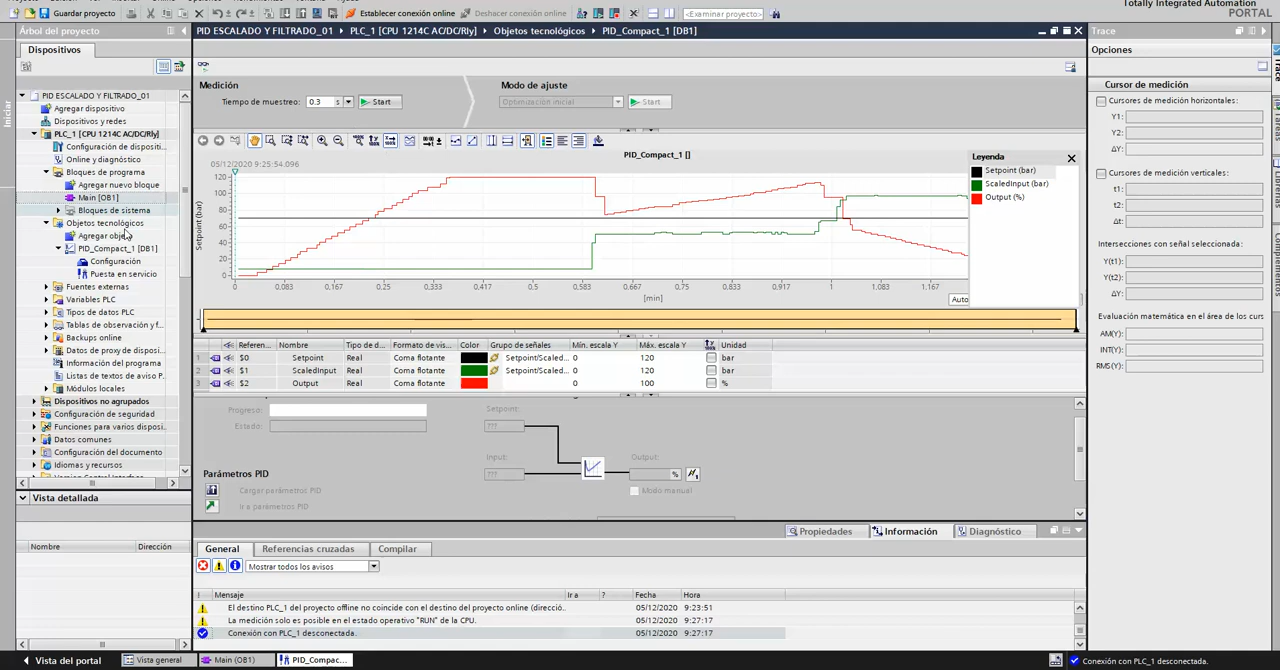 Totally Integrated Automation
PORTAL
Guardar proyecto
Establecer conexión online
Deshacer conexión online
<Examinar proyecto>
Árbol del proyecto
PID ESCALADO Y FILTRADO_01 PLC_1 [CPU 1214C AC/DC/Rly] Objetos tecnológicos PID_Compact_1 [DB1]
Trace
Dispositivos
Opciones
Iniciar
PID ESCALADO Y FILTRADO_01
Agregar dispositivo
Dispositivos y redes
PLC_1 [CPU 1214C AC/DC/Rly]
Configuración de dispositi...
Online y diagnóstico
Bloques de programa
Agregar nuevo bloque
Main [OB1]
Bloques de sistema
Objetos tecnológicos
Agregar objeto
PID_Compact_1 [DB1]
Configuración
Puesta en servicio
Fuentes externas
Variables PLC
Tipos de datos PLC
Tablas de observación y f...
Backups online
Datos de proxy de disposi...
Información del programa
Listas de textos de aviso P...
Módulos locales
Dispositivos no agrupados
Configuración de seguridad
Funciones para varios disposi...
Datos comunes
Configuración del documento
Idiomas y recursos
Vista detallada
Nombre Dirección
Medición
Tiempo de muestreo: 0.3 s Start
Modo de ajuste
Optimización inicial Start
PID_Compact_1 []
05/12/2020 9:25:54.096
Setpoint (bar)
120
100
80
60
40
20
0
0 0,083 0,167 0,25 0,333 0,417 0,5 0,583 0,667 0,75 0,833 0,917 1 1,083 1,167
[min]
Auto
Leyenda
Setpoint (bar)
ScaledInput (bar)
Output (%)
Referen... Nombre Tipo de d... Formato de vis... Color Grupo de señales Mín. escala Y Máx. escala Y Unidad
1 $0 Setpoint Real Coma flotante Setpoint/Scaled... 0 120 bar
2 $1 ScaledInput Real Coma flotante Setpoint/Scaled... 0 120 bar
3 $2 Output Real Coma flotante 0 100 %
Progreso:
Estado:
Setpoint:
???
Input:
???
Output:
%
Modo manual
Parámetros PID
Cargar parámetros PID
Ir a parámetros PID
Propiedades Información Diagnóstico
General Referencias cruzadas Compilar
Mostrar todos los avisos
! Mensaje Ir a ? Fecha Hora
El destino PLC_1 del proyecto offline no coincide con el destino del proyecto online (direcció.. 05/12/2020 9:23:51
La medición solo es posible en el estado operativo "RUN" de la CPU. 05/12/2020 9:27:17
Conexión con PLC_1 desconectada. 05/12/2020 9:27:17
Cursor de medición
Cursores de medición horizontales:
Y1:
Y2:
ΔY:
Cursores de medición verticales:
t1:
t2:
Δt:
Intersecciones con señal seleccionada:
Y(t1):
Y(t2):
ΔY:
Evaluación matemática en el área de los curs
AM(Y):
INT(Y):
RMS(Y):
Trace
Vista del portal
Vista general
Main (OB1)
PID_Compac...
Conexión con PLC_1 desconectada.